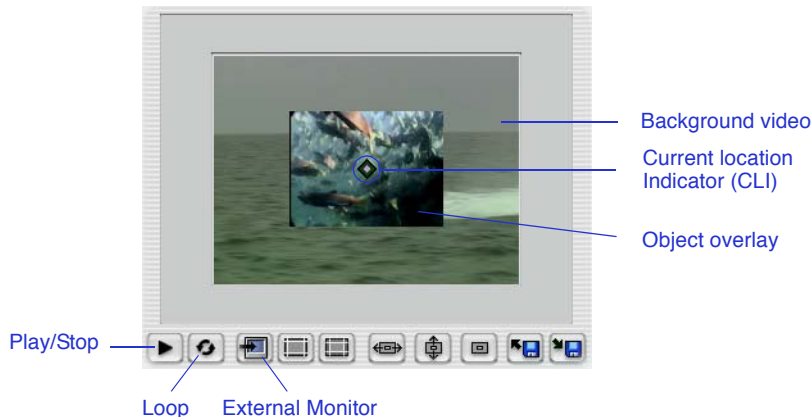 Background video
Current location
Indicator (CLI)
Object overlay
Play/Stop
Loop
External Monitor